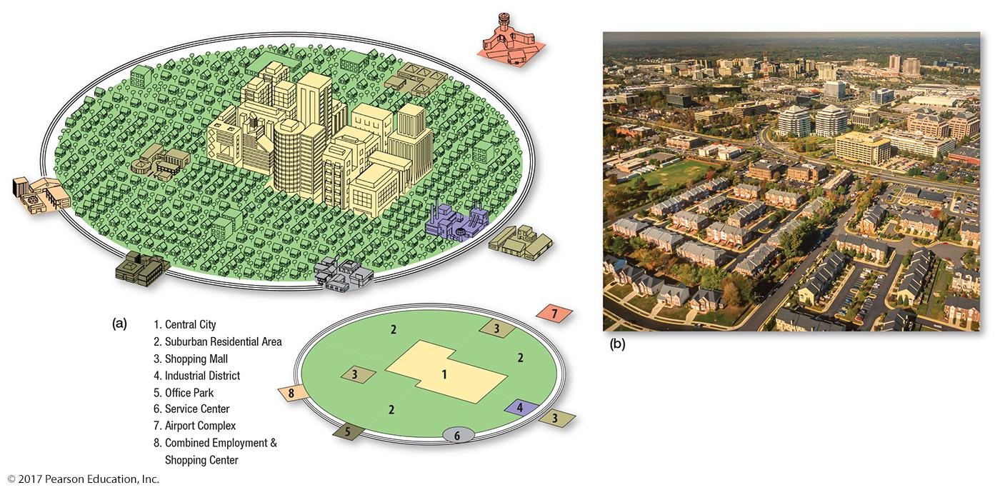 (a)
1. Central City
2. Suburban Residential Area
3. Shopping Mall
4. Industrial District
5. Office Park
6. Service Center
7. Airport Complex
8. Combined Employment &
Shopping Center
7
2
3
2
3
1
8
2
4
3
5
6
(b)
© 2017 Pearson Education, Inc.